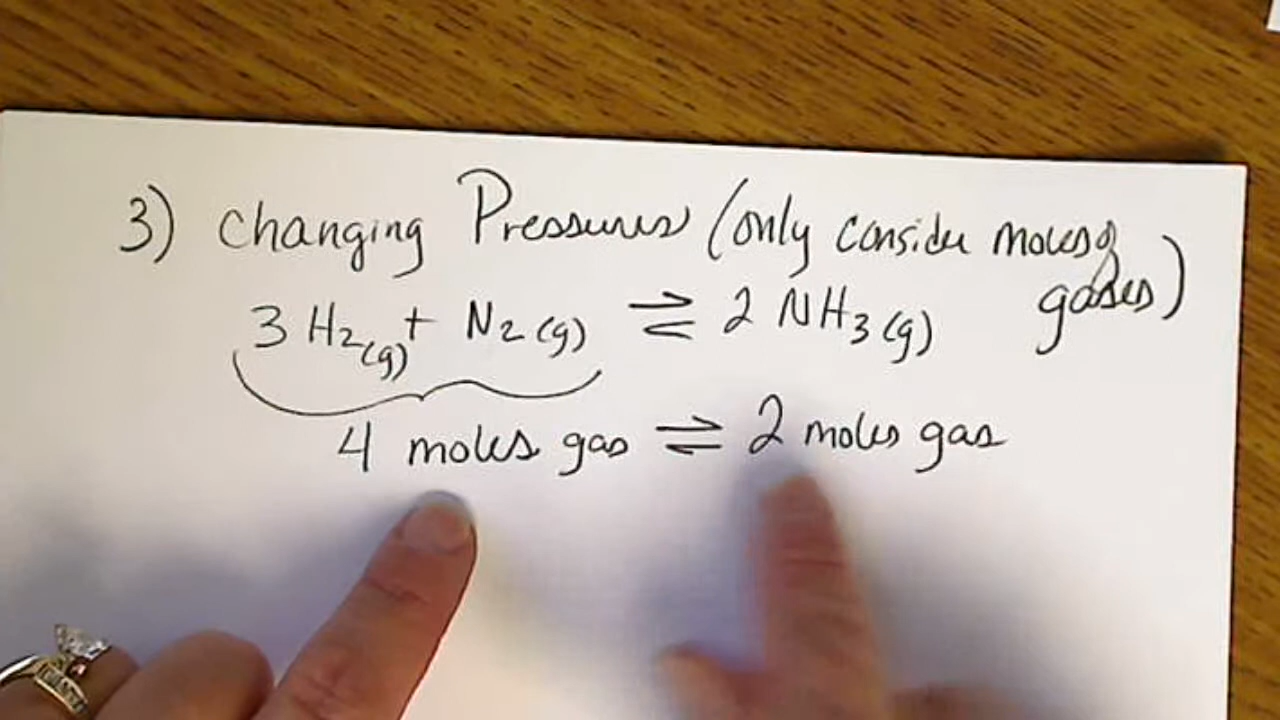 3) Changing Pressures (only consider moles of
gases)
3 H2(g) + N2(g) ⇌ 2 NH3(g)
4 moles gas ⇌ 2 moles gas